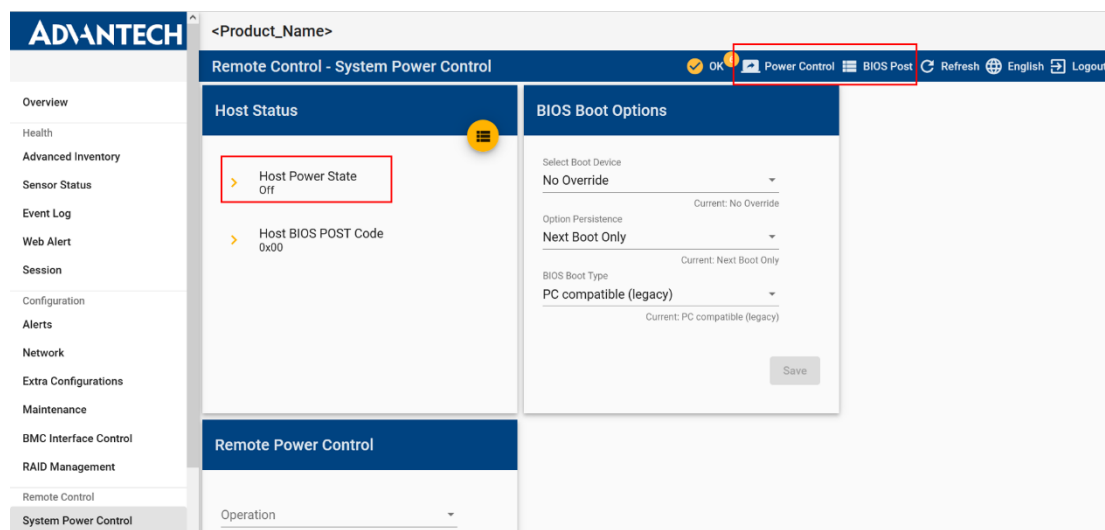 ADVANTECH
<Product_Name>
Remote Control - System Power Control
OK
Power Control
BIOS Post
Refresh
English
Logout
Overview
Health
Advanced Inventory
Sensor Status
Event Log
Web Alert
Session
Configuration
Alerts
Network
Extra Configurations
Maintenance
BMC Interface Control
RAID Management
Remote Control
System Power Control
Host Status
Host Power State
Off
Host BIOS POST Code
0x00
BIOS Boot Options
Select Boot Device
No Override
Current: No Override
Option Persistence
Next Boot Only
Current: Next Boot Only
BIOS Boot Type
PC compatible (legacy)
Current: PC compatible (legacy)
Save
Remote Power Control
Operation